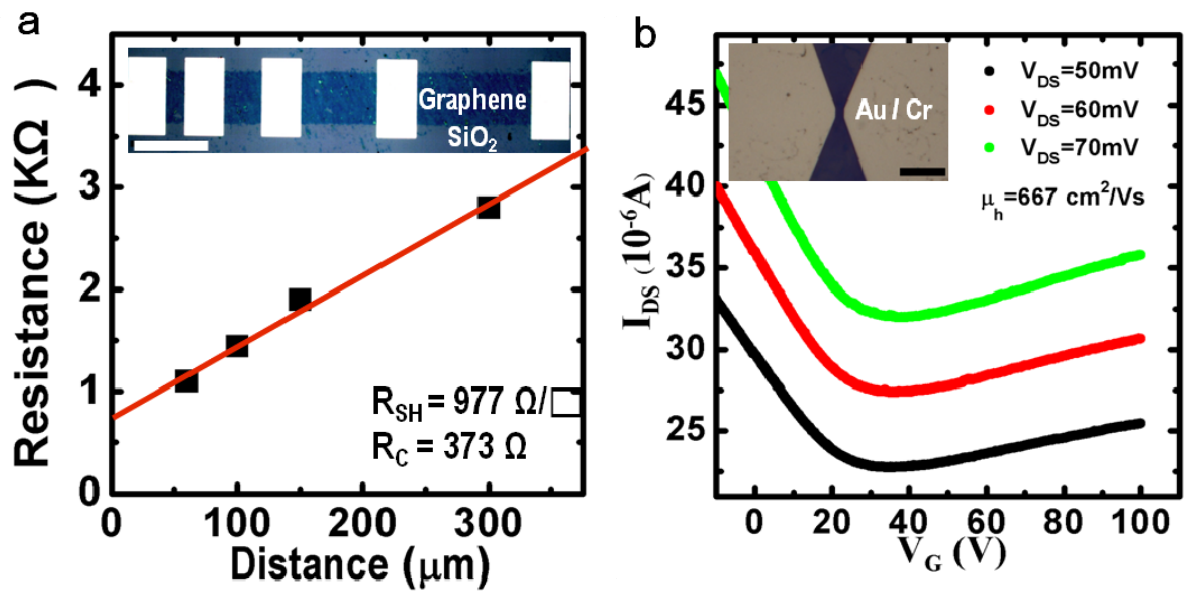 a
Resistance (KΩ)
4
3
2
1
0
Graphene
SiO₂
R_SH = 977 Ω/□
R_C = 373 Ω
0 100 200 300
Distance (μm)
b
I_DS (10⁻⁶A)
45
40
35
30
25
Au / Cr
V_DS=50mV
V_DS=60mV
V_DS=70mV
μ_h=667 cm²/Vs
0 20 40 60 80 100
V_G (V)